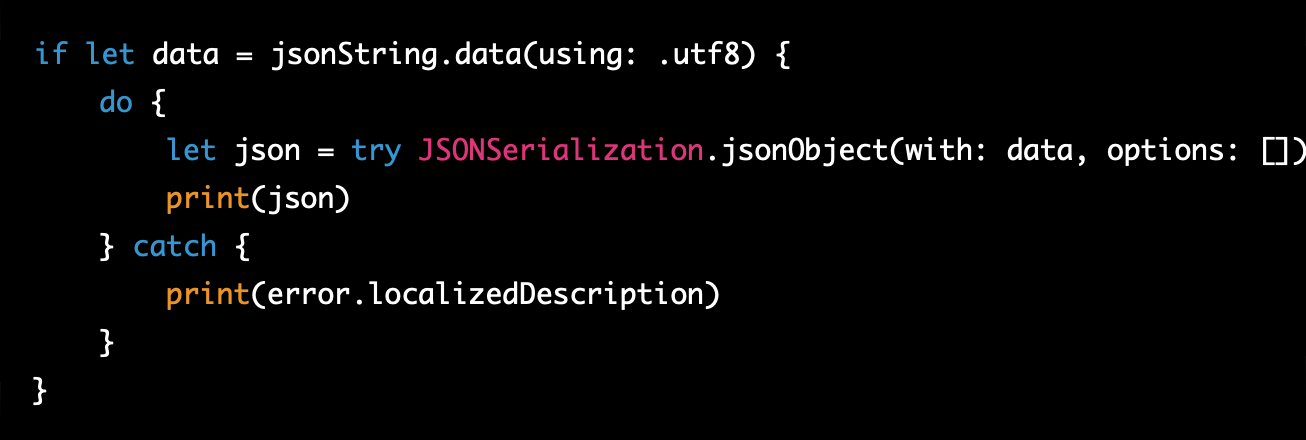 if let data = jsonString.data(using: .utf8) {
    do {
        let json = try JSONSerialization.jsonObject(with: data, options: [])
        print(json)
    } catch {
        print(error.localizedDescription)
    }
}